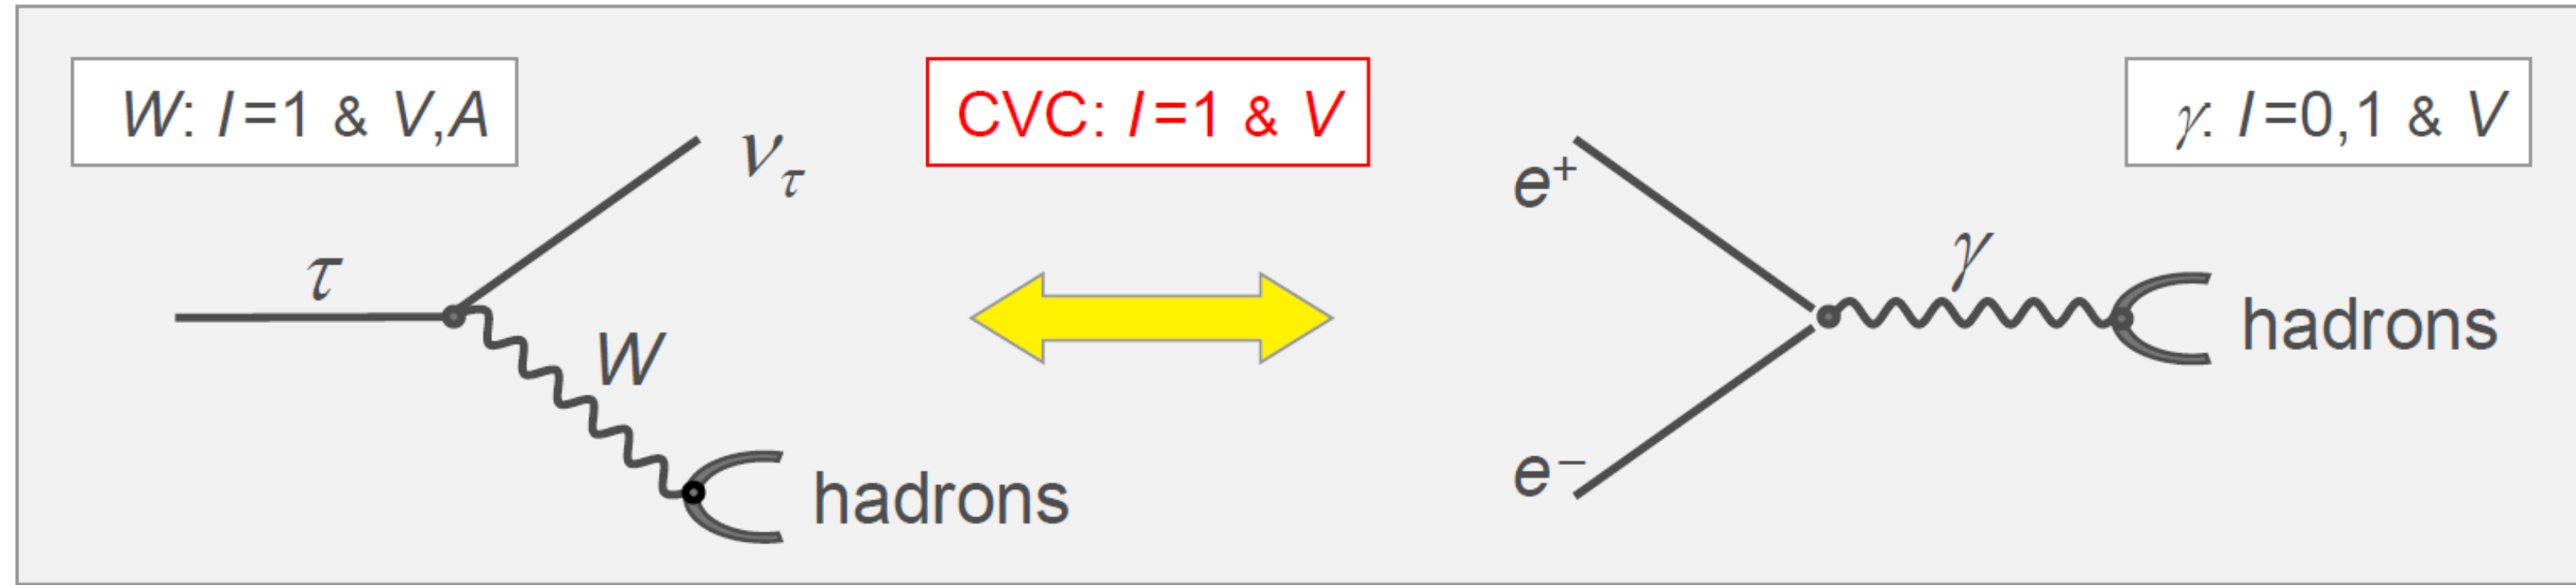 W: I=1 & V,A
CVC: I=1 & V
γ: I=0,1 & V
ν_τ
e⁺
τ
γ
W
hadrons
hadrons
e⁻